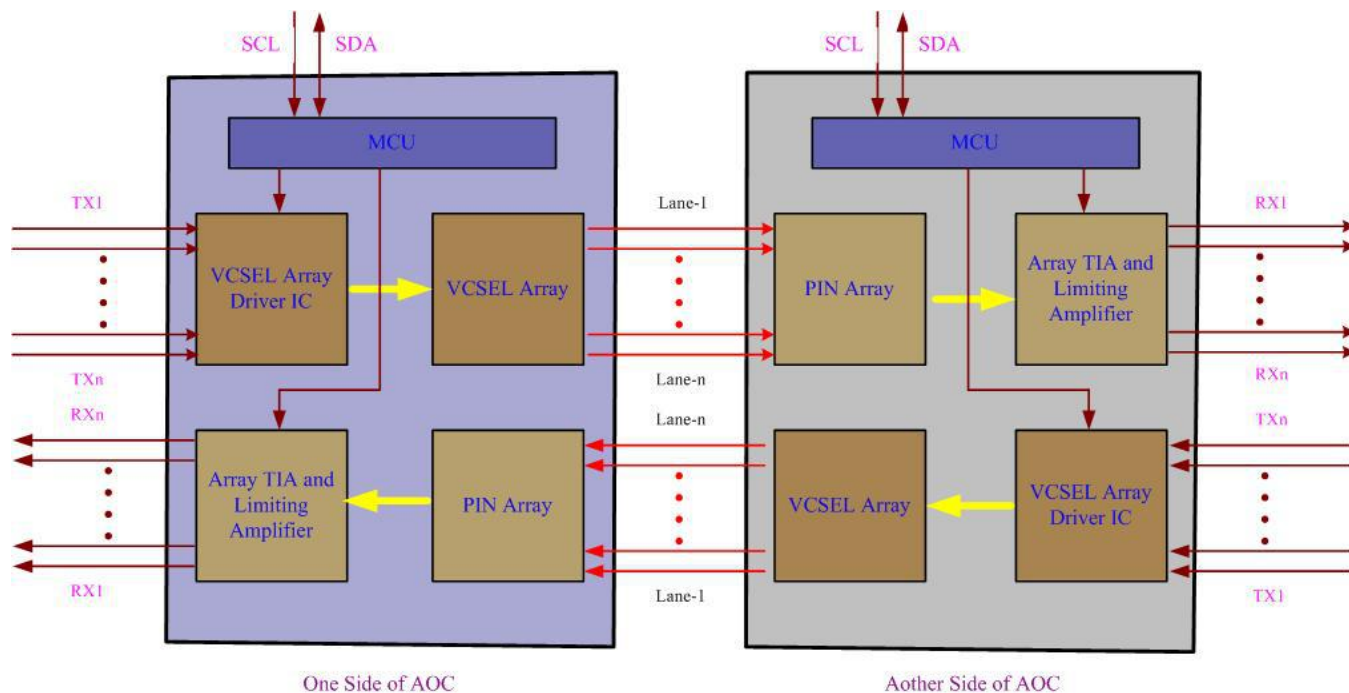 SCL
SDA
SCL
SDA
MCU
MCU
TX1
Lane-1
RX1
VCSEL Array
Driver IC
VCSEL Array
PIN Array
Array TIA and
Limiting
Amplifier
TXn
Lane-n
RXn
RXn
Lane-n
TXn
Array TIA and
Limiting
Amplifier
PIN Array
VCSEL Array
VCSEL Array
Driver IC
RX1
Lane-1
TX1
One Side of AOC
Aother Side of AOC